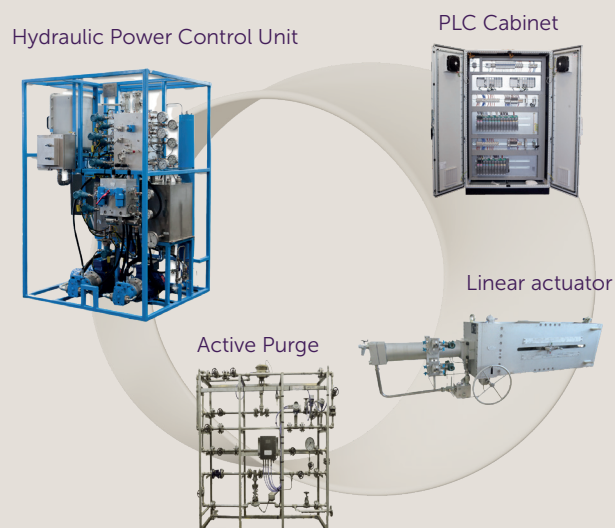 Hydraulic Power Control Unit
PLC Cabinet
Linear actuator
Active Purge